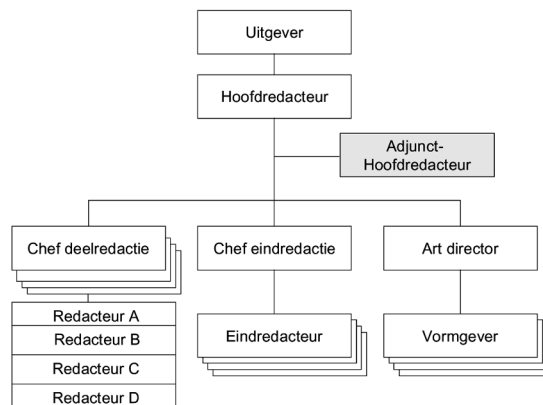 Uitgever
Hoofdredacteur
Adjunct-
Hoofdredacteur
Chef deelredactie
Chef eindredactie
Art director
Redacteur A
Redacteur B
Redacteur C
Redacteur D
Eindredacteur
Vormgever